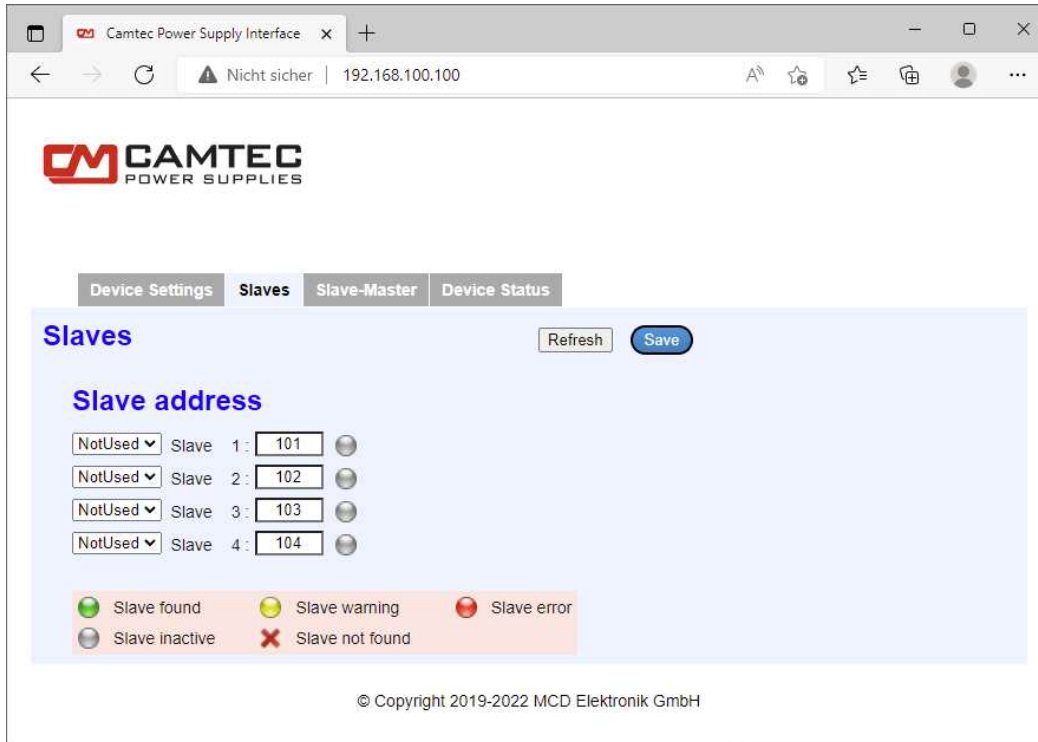 Camtec Power Supply Interface
Nicht sicher | 192.168.100.100
CM CAMTEC
POWER SUPPLIES
Device Settings Slaves Slave-Master Device Status
Slaves Refresh Save
Slave address
NotUsed Slave 1 : 101
NotUsed Slave 2 : 102
NotUsed Slave 3 : 103
NotUsed Slave 4 : 104
Slave found Slave warning Slave error
Slave inactive Slave not found
© Copyright 2019-2022 MCD Elektronik GmbH